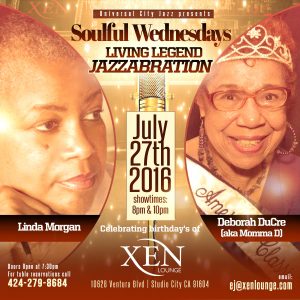 Universal City Jazz presents
Soulful Wednesdays
LIVING LEGEND
JAZZABRATION
July
27th
2016
showtimes:
8pm & 10pm
Linda Morgan
Deborah DuCre
(aka Momma D)
Celebrating birthday's of
XEN
LOUNGE
Doors Open at 7:30pm
for table reservations call
424-279-8684
10628 Ventura Blvd | Studio City CA 91604
email:
ej@xenlounge.com